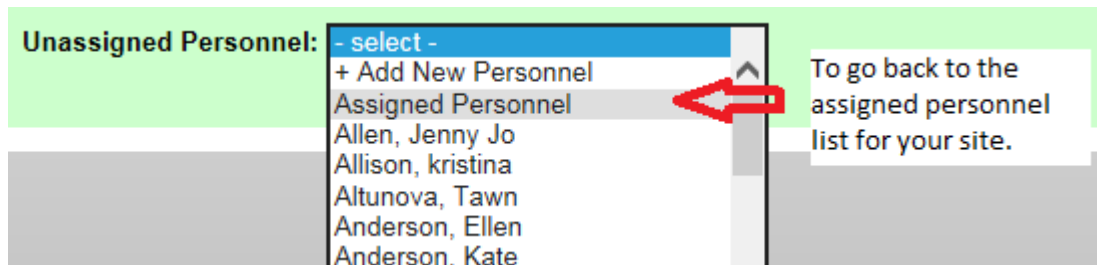 Unassigned Personnel:
- select -
+ Add New Personnel
Assigned Personnel
Allen, Jenny Jo
Allison, kristina
Altunova, Tawn
Anderson, Ellen
Anderson, Kate
To go back to the
assigned personnel
list for your site.